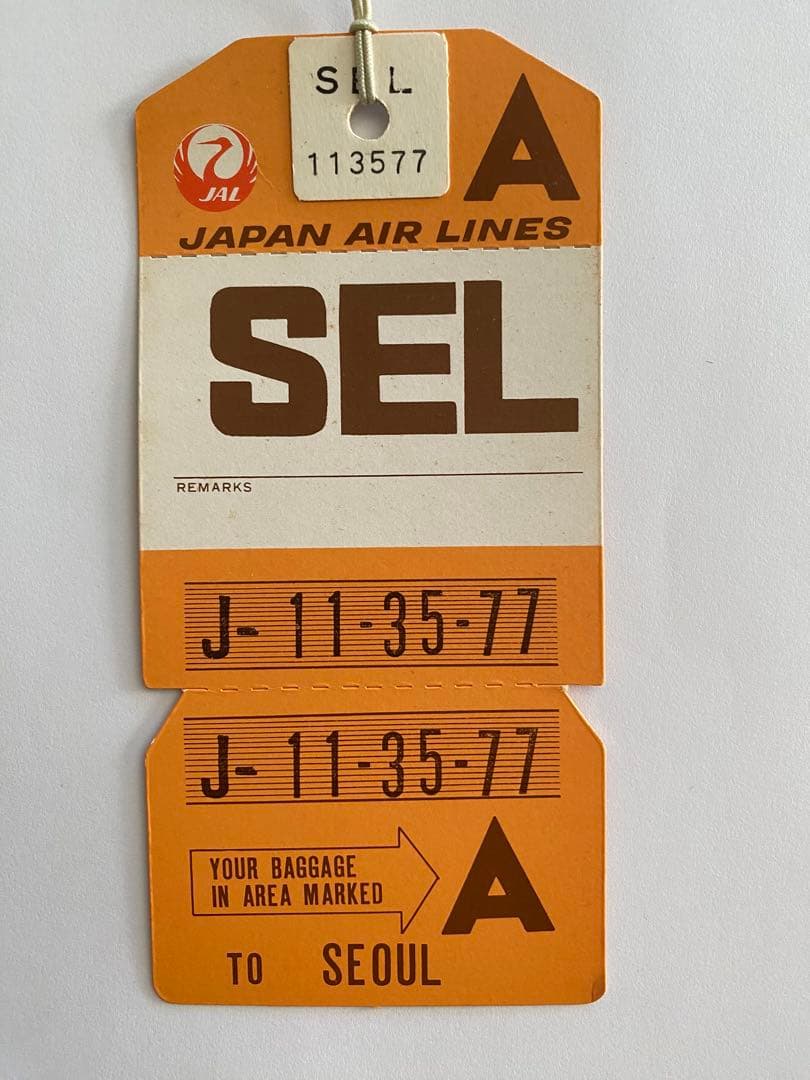 SEL
113577
A
JAL
JAPAN AIR LINES
SEL
REMARKS
J-11-35-77
J-11-35-77
YOUR BAGGAGE
IN AREA MARKED
A
TO SEOUL